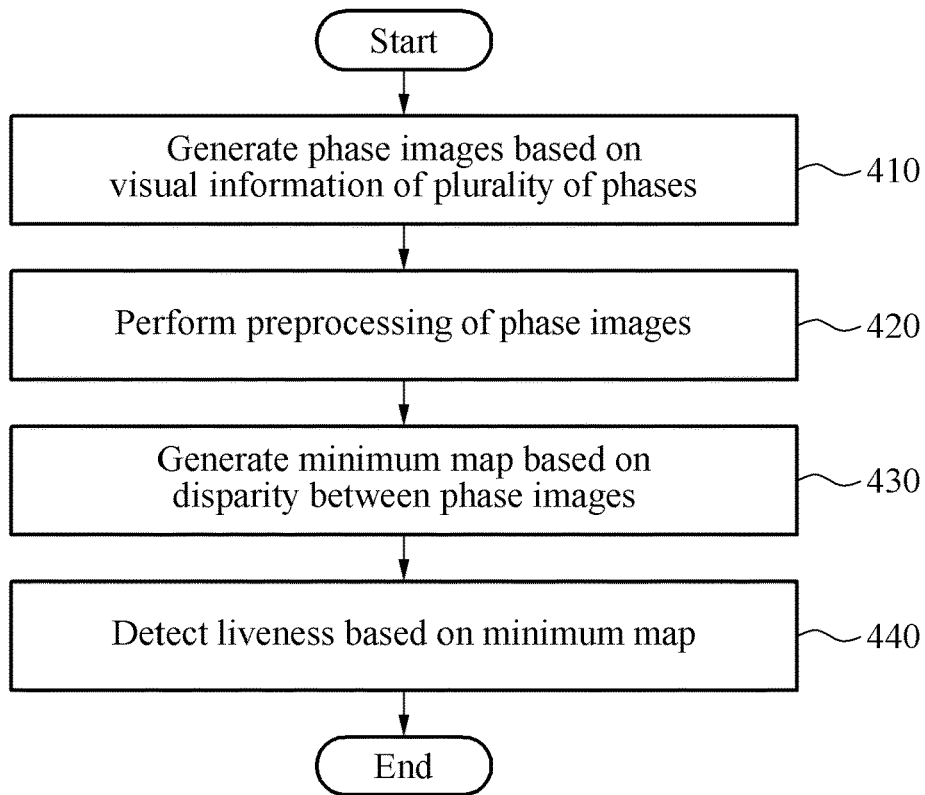 Start
Generate phase images based on
visual information of plurality of phases
410
Perform preprocessing of phase images
420
Generate minimum map based on
disparity between phase images
430
Detect liveness based on minimum map
440
End